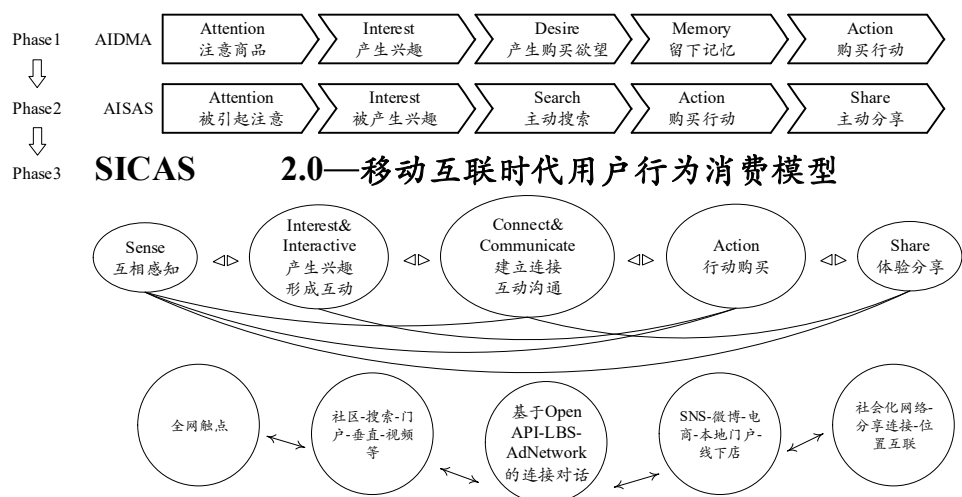 Phase1 AIDMA
Attention
注意商品
Interest
产生兴趣
Desire
产生购买欲望
Memory
留下记忆
Action
购买行动
Phase2 AISAS
Attention
被引起注意
Interest
被产生兴趣
Search
主动搜索
Action
购买行动
Share
主动分享
Phase3 SICAS 2.0—移动互联时代用户行为消费模型
Sense
互相感知
Interest&
Interactive
产生兴趣
形成互动
Connect&
Communicate
建立连接
互动沟通
Action
行动购买
Share
体验分享
全网触点
社区-搜索-门
户-垂直-视频
等
基于Open
API-LBS-
AdNetwork
的连接对话
SNS-微博-电
商-本地门户-
线下店
社会化网络-
分享连接-位
置互联